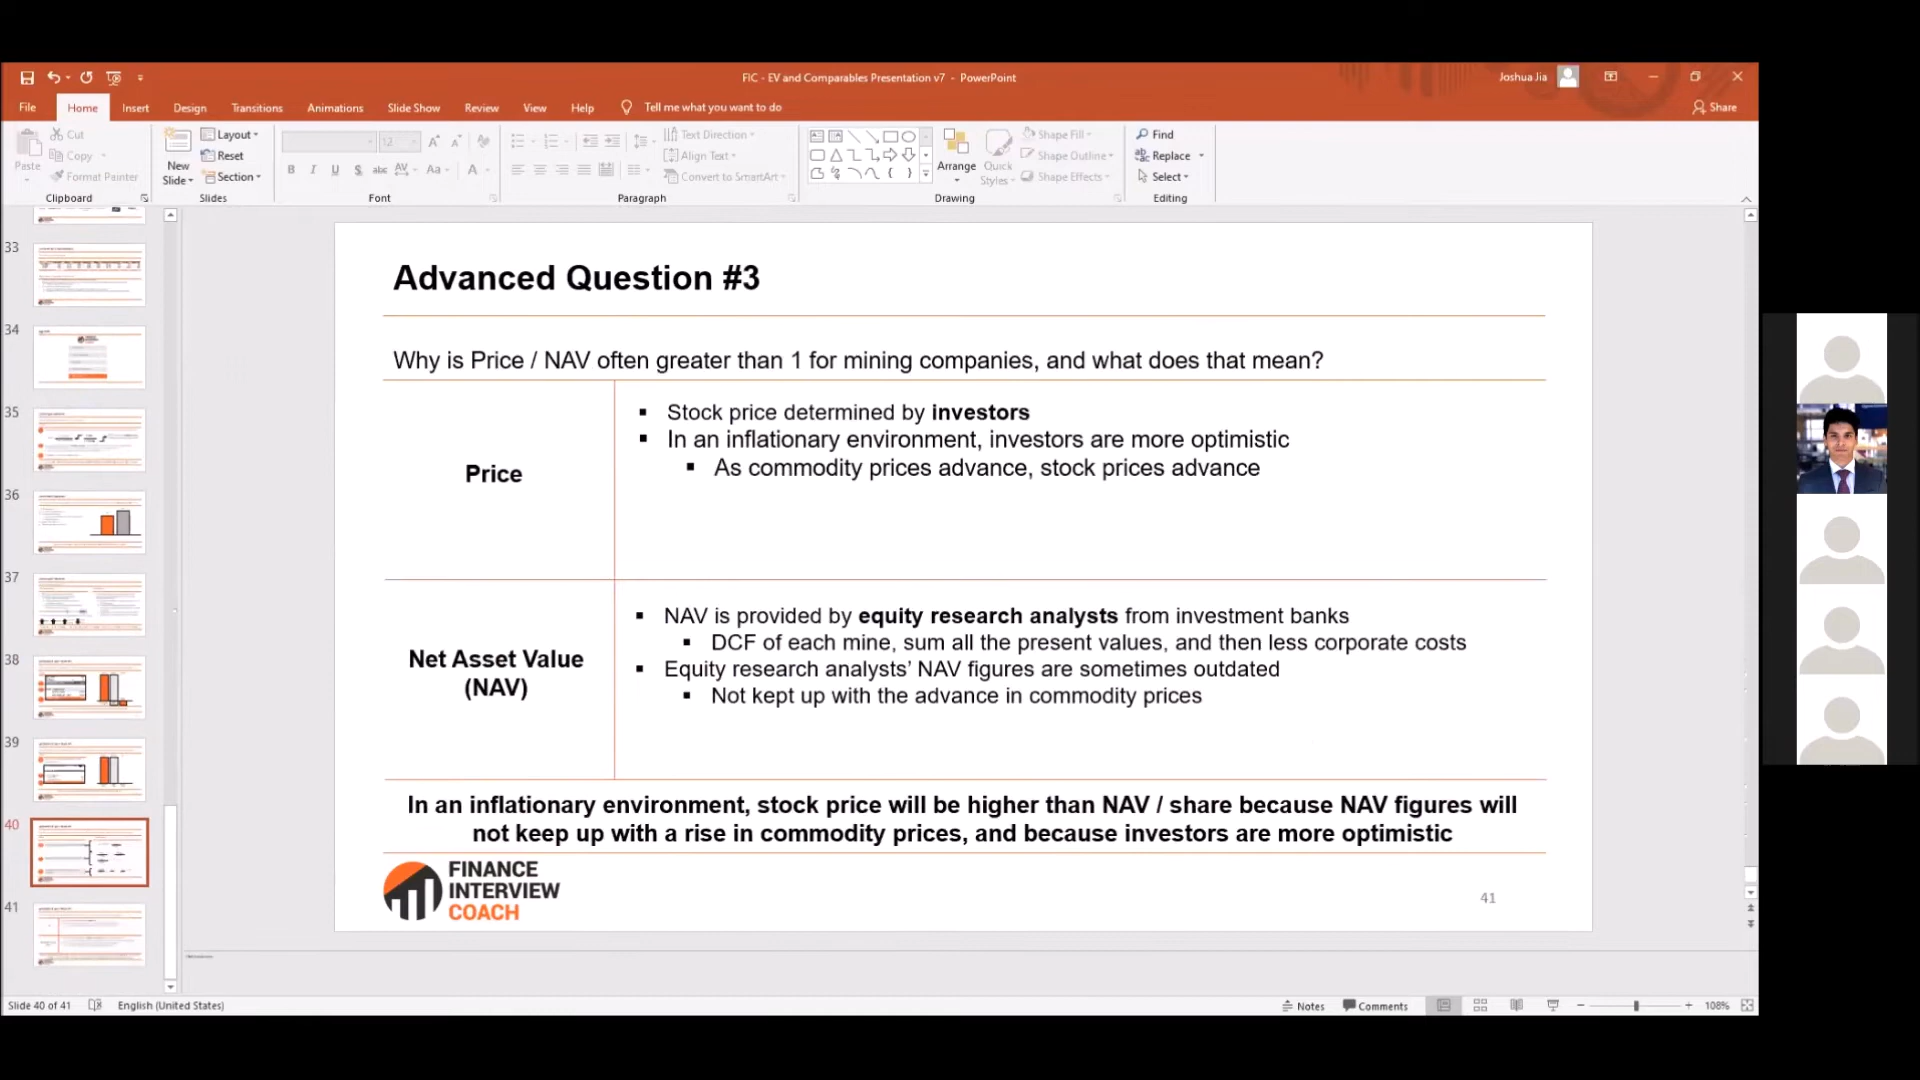 FIC - EV and Comparables Presentation v7 - PowerPoint
Joshua Jia
File Home Insert Design Transitions Animations Slide Show Review View Help Tell me what you want to do
Share
Paste
Cut
Copy
Format Painter
Clipboard
New
Slide
Layout
Reset
Section
Slides
12
B I U S abc AV Aa A
Font
Text Direction
Align Text
Convert to SmartArt
Paragraph
Arrange
Quick
Styles
Shape Fill
Shape Outline
Shape Effects
Drawing
Find
Replace
Select
Editing
33
34
35
36
37
38
39
40
41
Advanced Question #3
Why is Price / NAV often greater than 1 for mining companies, and what does that mean?
Price
▪ Stock price determined by investors
▪ In an inflationary environment, investors are more optimistic
▪ As commodity prices advance, stock prices advance
Net Asset Value
(NAV)
▪ NAV is provided by equity research analysts from investment banks
▪ DCF of each mine, sum all the present values, and then less corporate costs
▪ Equity research analysts' NAV figures are sometimes outdated
▪ Not kept up with the advance in commodity prices
In an inflationary environment, stock price will be higher than NAV / share because NAV figures will
not keep up with a rise in commodity prices, and because investors are more optimistic
FINANCE
INTERVIEW
COACH
41
Slide 40 of 41
English (United States)
Notes
Comments
108%